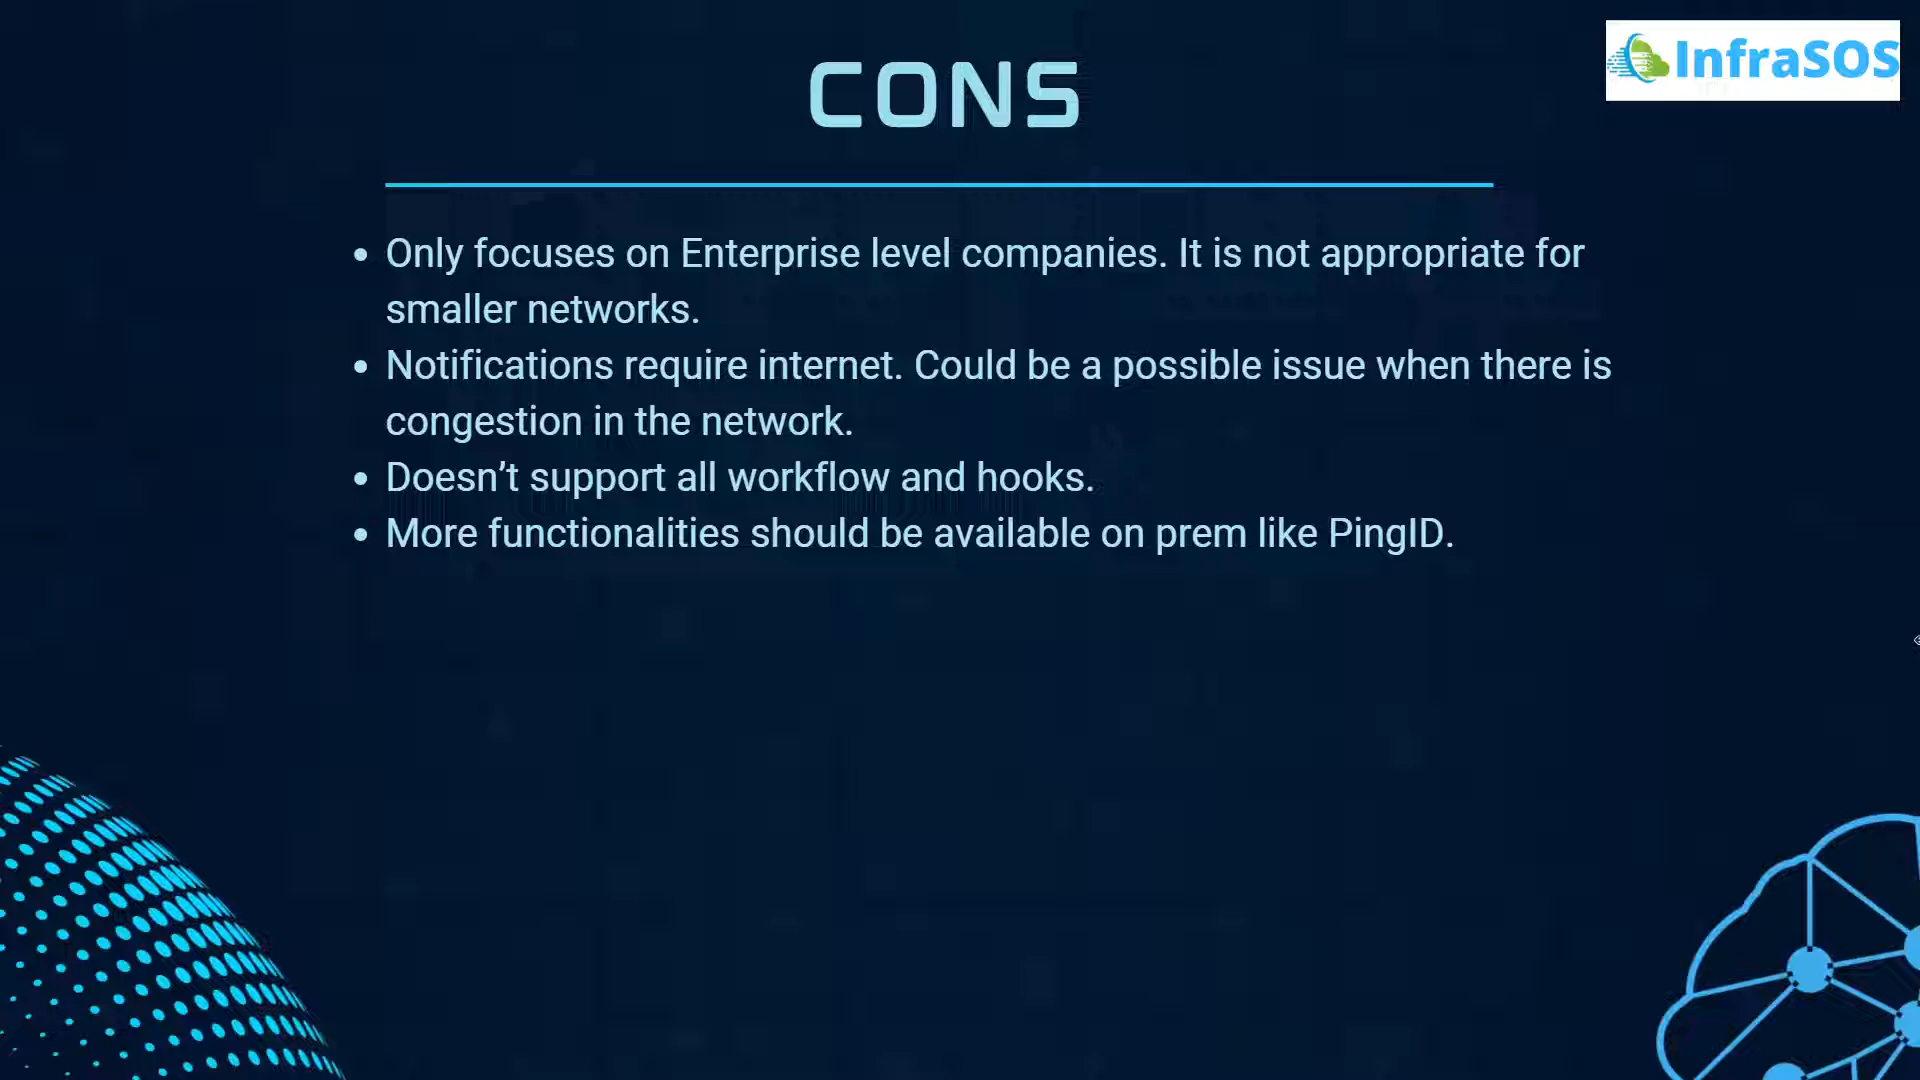 CONS
InfraSOS
• Only focuses on Enterprise level companies. It is not appropriate for
smaller networks.
• Notifications require internet. Could be a possible issue when there is
congestion in the network.
• Doesn’t support all workflow and hooks.
• More functionalities should be available on prem like PingID.